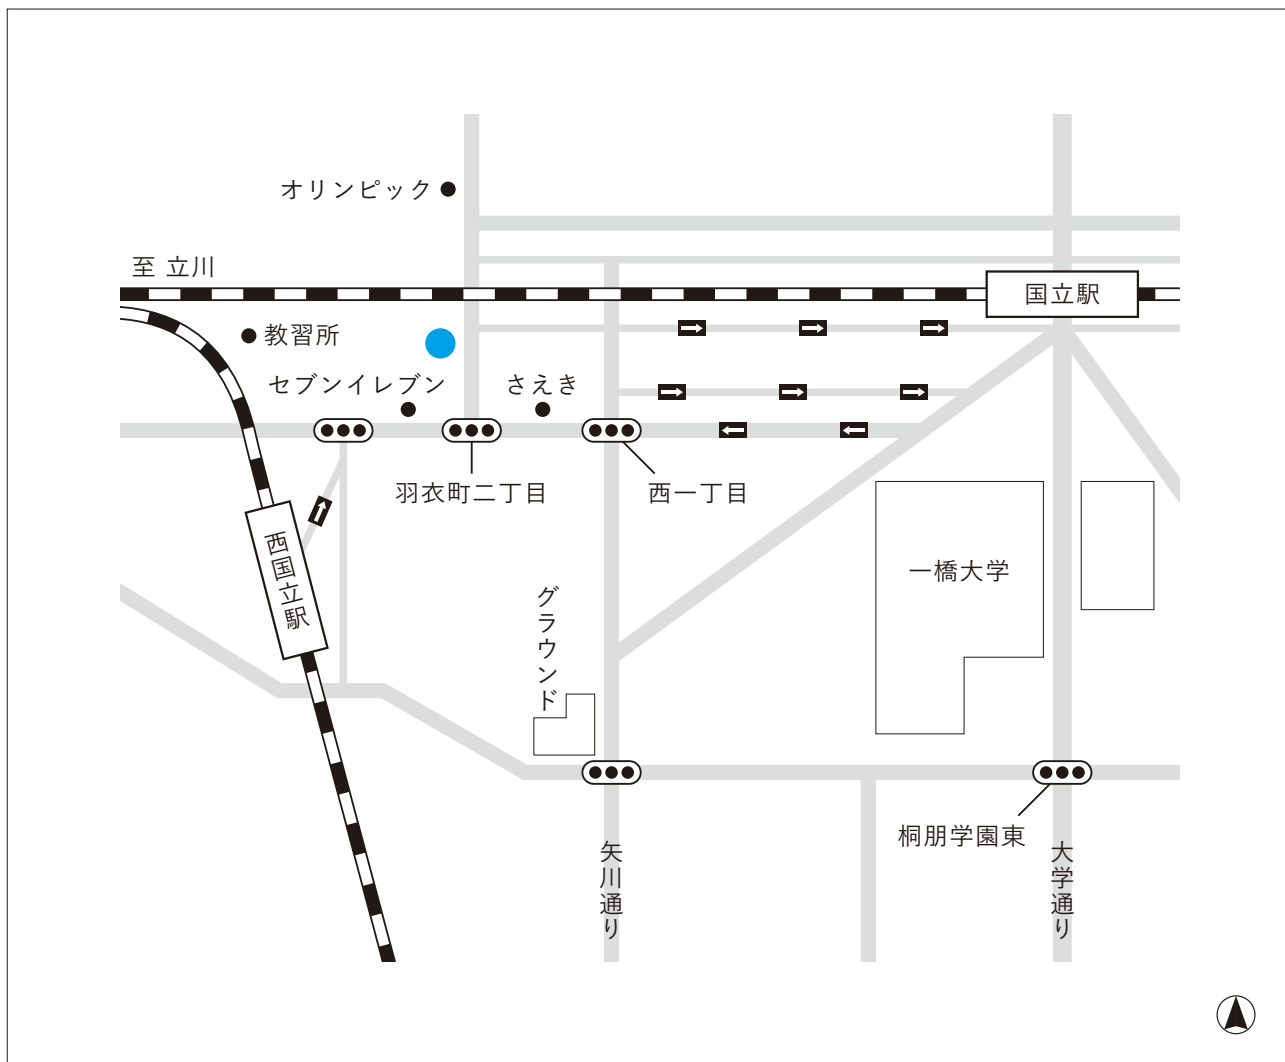 オリンピック
至 立川
国立駅
教習所
セブンイレブン
さえき
羽衣町二丁目
西一丁目
西国立駅
一橋大学
グラウンド
桐朋学園東
矢川通り
大学通り